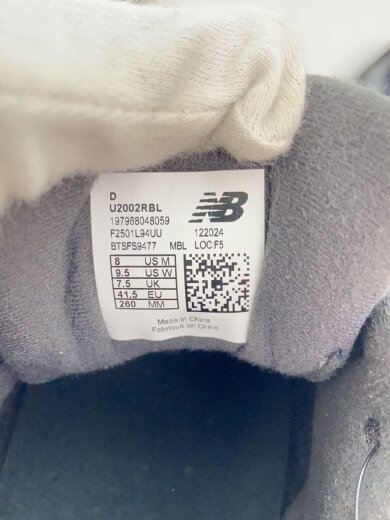 D
U2002RBL
NB
197968048059
F2501L94UU 122024
BTSFS9477 MBL LOC:F5
8 US M
9.5 US W
7.5 UK
41.5 EU
260 MM
Made in China
Fabriqué en Chine